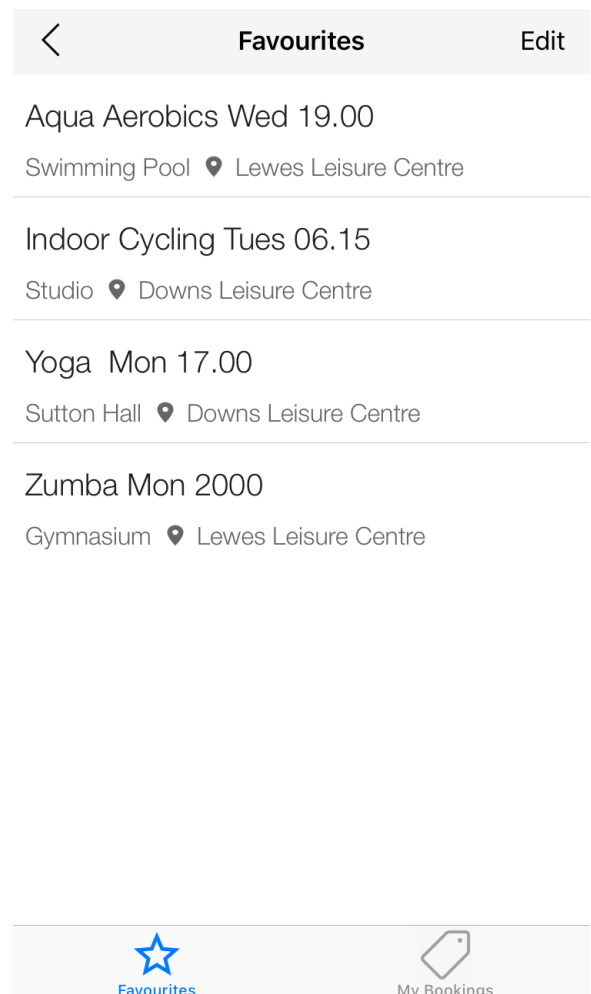 Favourites Edit
Aqua Aerobics Wed 19.00
Swimming Pool Lewes Leisure Centre
Indoor Cycling Tues 06.15
Studio Downs Leisure Centre
Yoga  Mon 17.00
Sutton Hall Downs Leisure Centre
Zumba Mon 2000
Gymnasium Lewes Leisure Centre
Favourites My Bookings